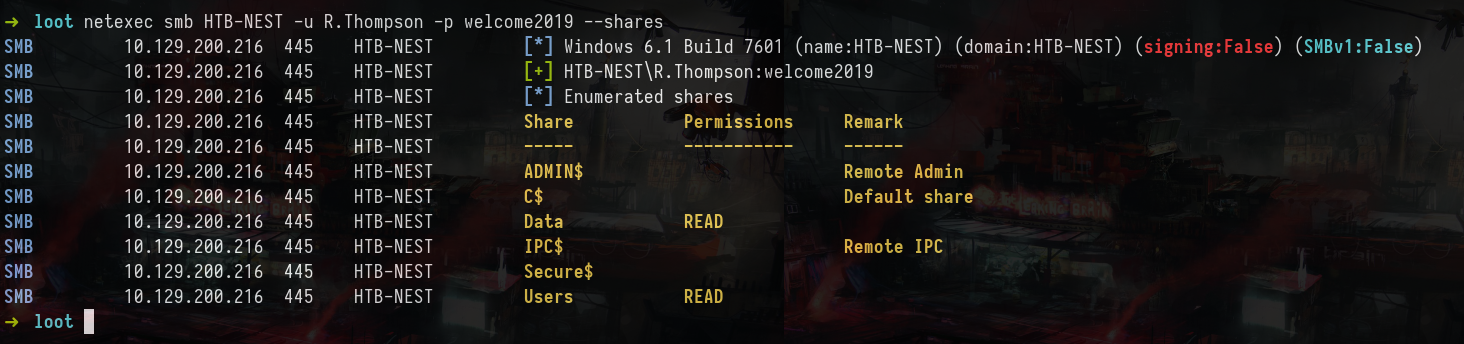 → loot netexec smb HTB-NEST -u R.Thompson -p welcome2019 --shares
SMB 10.129.200.216 445 HTB-NEST [*] Windows 6.1 Build 7601 (name:HTB-NEST) (domain:HTB-NEST) (signing:False) (SMBv1:False)
SMB 10.129.200.216 445 HTB-NEST [+] HTB-NEST\R.Thompson:welcome2019
SMB 10.129.200.216 445 HTB-NEST [*] Enumerated shares
SMB 10.129.200.216 445 HTB-NEST Share Permissions Remark
SMB 10.129.200.216 445 HTB-NEST ----- ----------- ------
SMB 10.129.200.216 445 HTB-NEST ADMIN$ Remote Admin
SMB 10.129.200.216 445 HTB-NEST C$ Default share
SMB 10.129.200.216 445 HTB-NEST Data READ
SMB 10.129.200.216 445 HTB-NEST IPC$ Remote IPC
SMB 10.129.200.216 445 HTB-NEST Secure$
SMB 10.129.200.216 445 HTB-NEST Users READ
→ loot